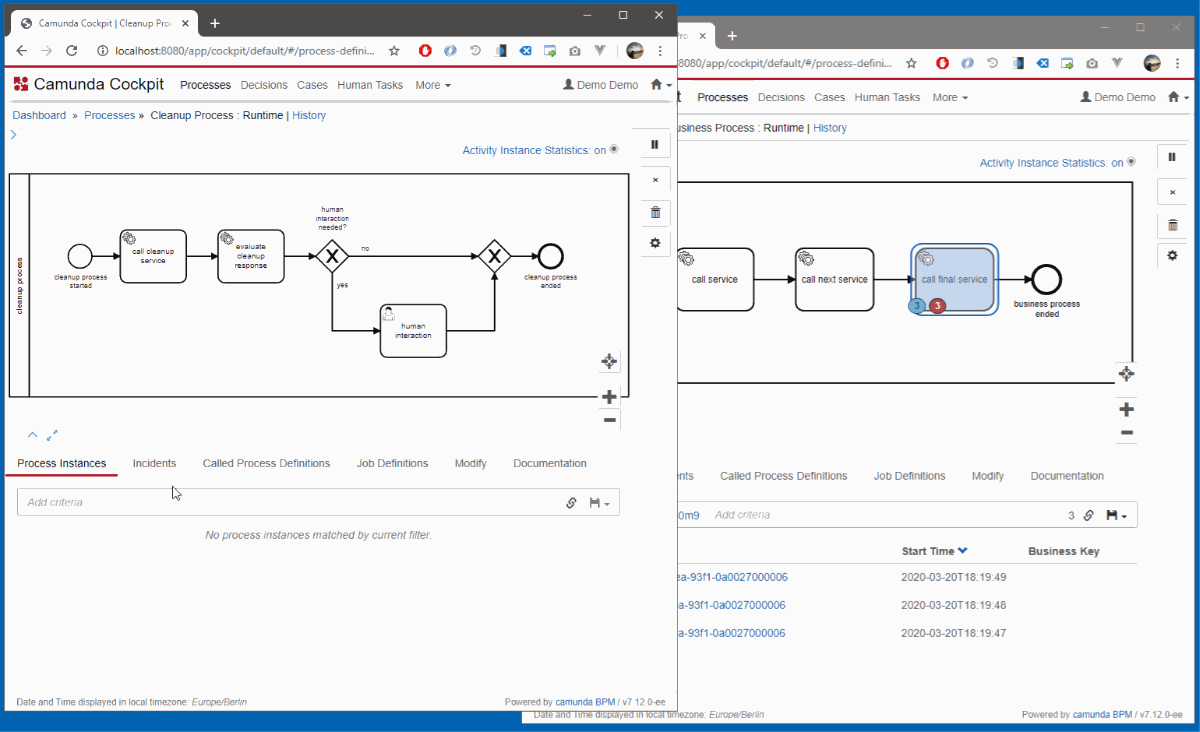 Camunda Cockpit | Cleanup Pro
localhost:8080/app/cockpit/default/#/process-defini...
Camunda Cockpit Processes Decisions Cases Human Tasks More Demo Demo
Dashboard » Processes » Cleanup Process : Runtime | History
Activity Instance Statistics: on
cleanup process
cleanup process
started
call cleanup
service
evaluate
cleanup
response
human
interaction
needed?
no
yes
human
interaction
cleanup process
ended
Process Instances Incidents Called Process Definitions Job Definitions Modify Documentation
Add criteria
No process instances matched by current filter.
Date and Time displayed in local timezone: Europe/Berlin
Powered by camunda BPM / v7.12.0-ee
8080/app/cockpit/default/#/process-defini...
Processes Decisions Cases Human Tasks More Demo Demo
usiness Process : Runtime | History
Activity Instance Statistics: on
call service
call next service
call final service
3 3
business process
ended
nts Called Process Definitions Job Definitions Modify Documentation
0m9 Add criteria 3
Start Time Business Key
ea-93f1-0a0027000006 2020-03-20T18:19:49
a-93f1-0a0027000006 2020-03-20T18:19:48
a-93f1-0a0027000006 2020-03-20T18:19:47
Date and Time displayed in local timezone: Europe/Berlin
Powered by camunda BPM / v7.12.0-ee